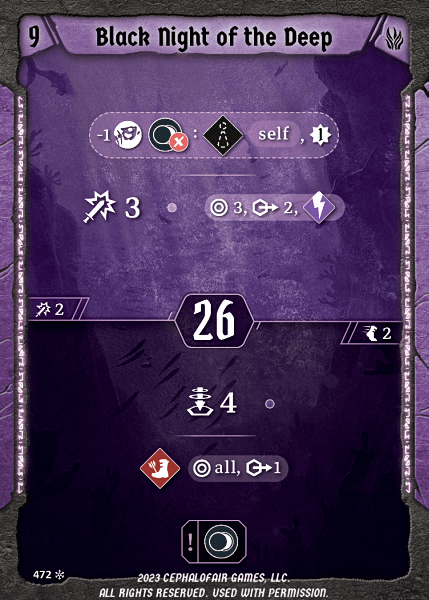 9 Black Night of the Deep
-1 : self , 1
3 3, 2,
2 26 2
4
all, 1
!
472
2023 CEPHALOFAIR GAMES, LLC.
ALL RIGHTS RESERVED. USED WITH PERMISSION.